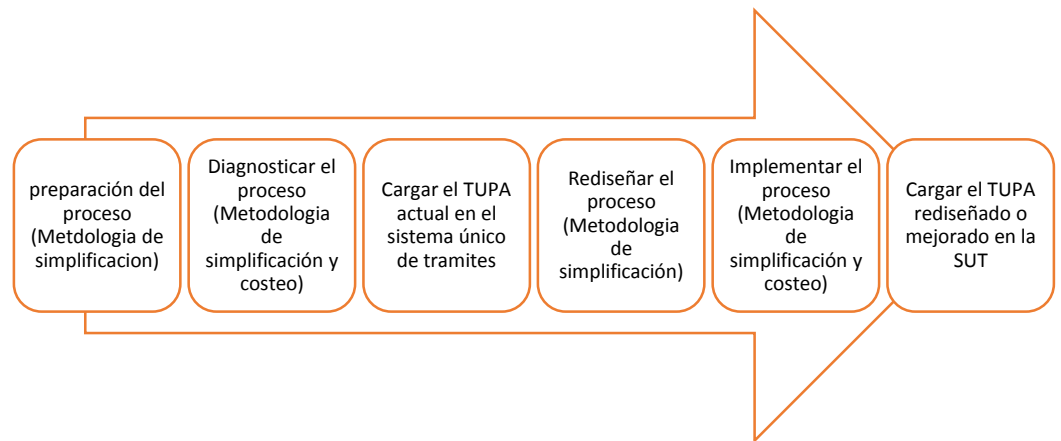 preparación del
proceso
(Metdologia de
simplificacion)
Diagnosticar el
proceso
(Metodologia
de
simplificación y
costeo)
Cargar el TUPA
actual en el
sistema único
de tramites
Rediseñar el
proceso
(Metodologia
de
simplificación)
Implementar el
proceso
(Metodologia
de
simplificación y
costeo)
Cargar el TUPA
rediseñado o
mejorado en la
SUT